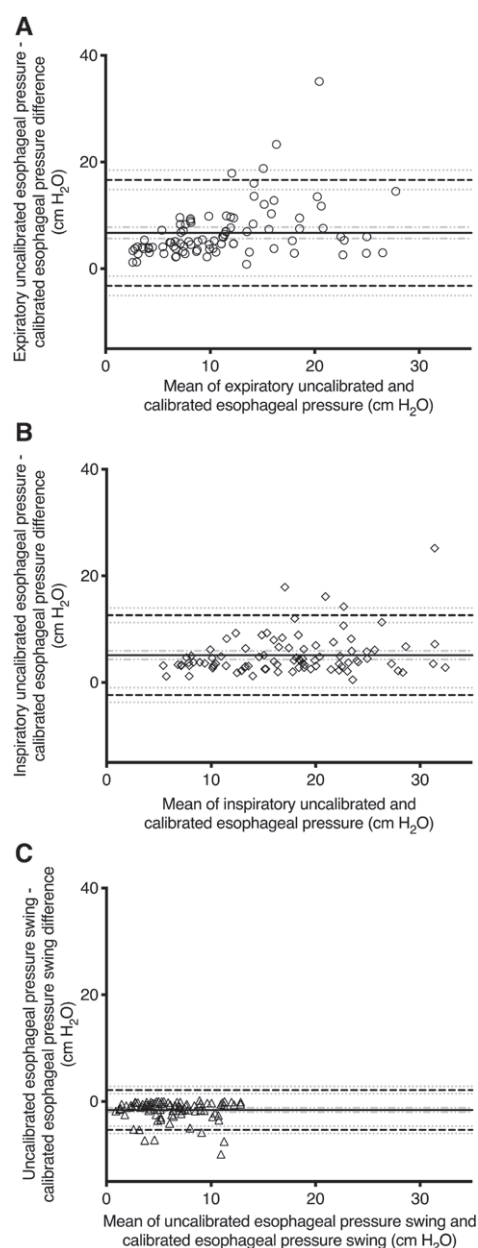 A
Expiratory uncalibrated esophageal pressure -
calibrated esophageal pressure difference
(cm H₂O)
40
20
0
0 10 20 30
Mean of expiratory uncalibrated and
calibrated esophageal pressure (cm H₂O)
B
Inspiratory uncalibrated esophageal pressure -
calibrated esophageal pressure difference
(cm H₂O)
40
20
0
0 10 20 30
Mean of inspiratory uncalibrated and
calibrated esophageal pressure (cm H₂O)
C
Uncalibrated esophageal pressure swing -
calibrated esophageal pressure swing difference
(cm H₂O)
40
20
0
0 10 20 30
Mean of uncalibrated esophageal pressure swing and
calibrated esophageal pressure swing (cm H₂O)